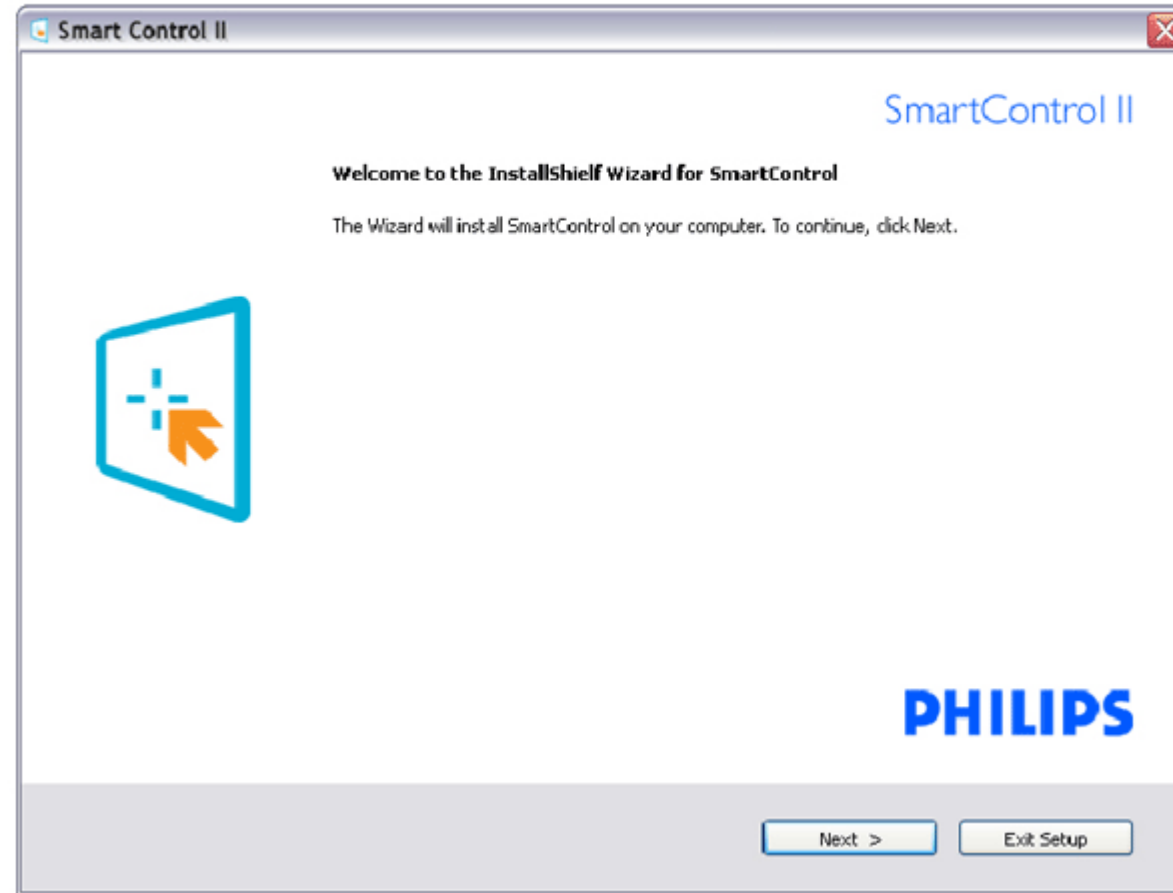 Smart Control II
SmartControl II
Welcome to the InstallShielf Wizard for SmartControl
The Wizard will install SmartControl on your computer. To continue, click Next.
PHILIPS
Next >
Exit Setup